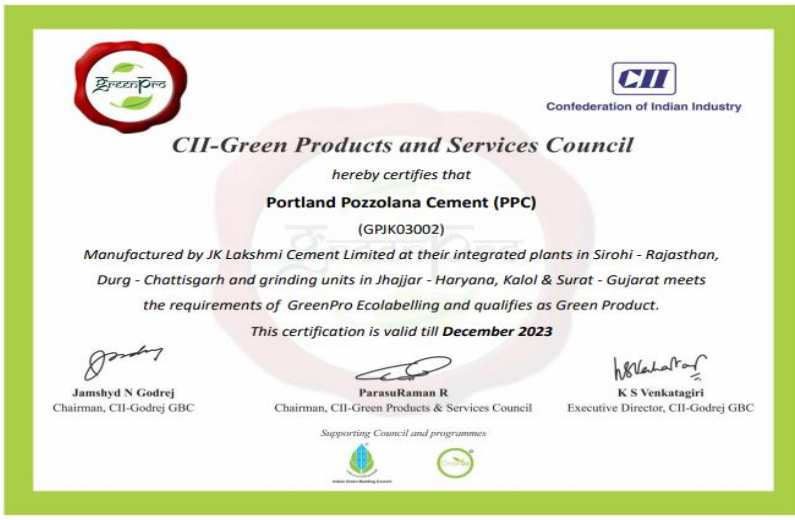 GreenPro
CII
Confederation of Indian Industry
CII-Green Products and Services Council
hereby certifies that
Portland Pozzolana Cement (PPC)
(GPJK03002)
Manufactured by JK Lakshmi Cement Limited at their integrated plants in Sirohi - Rajasthan,
Durg - Chattisgarh and grinding units in Jhajjar - Haryana, Kalol & Surat - Gujarat meets
the requirements of GreenPro Ecolabelling and qualifies as Green Product.
This certification is valid till December 2023
Jamshyd N Godrej
Chairman, CII-Godrej GBC
ParasuRaman R
Chairman, CII-Green Products & Services Council
K S Venkatagiri
Executive Director, CII-Godrej GBC
Supporting Council and programmes
Indian Green Building Council